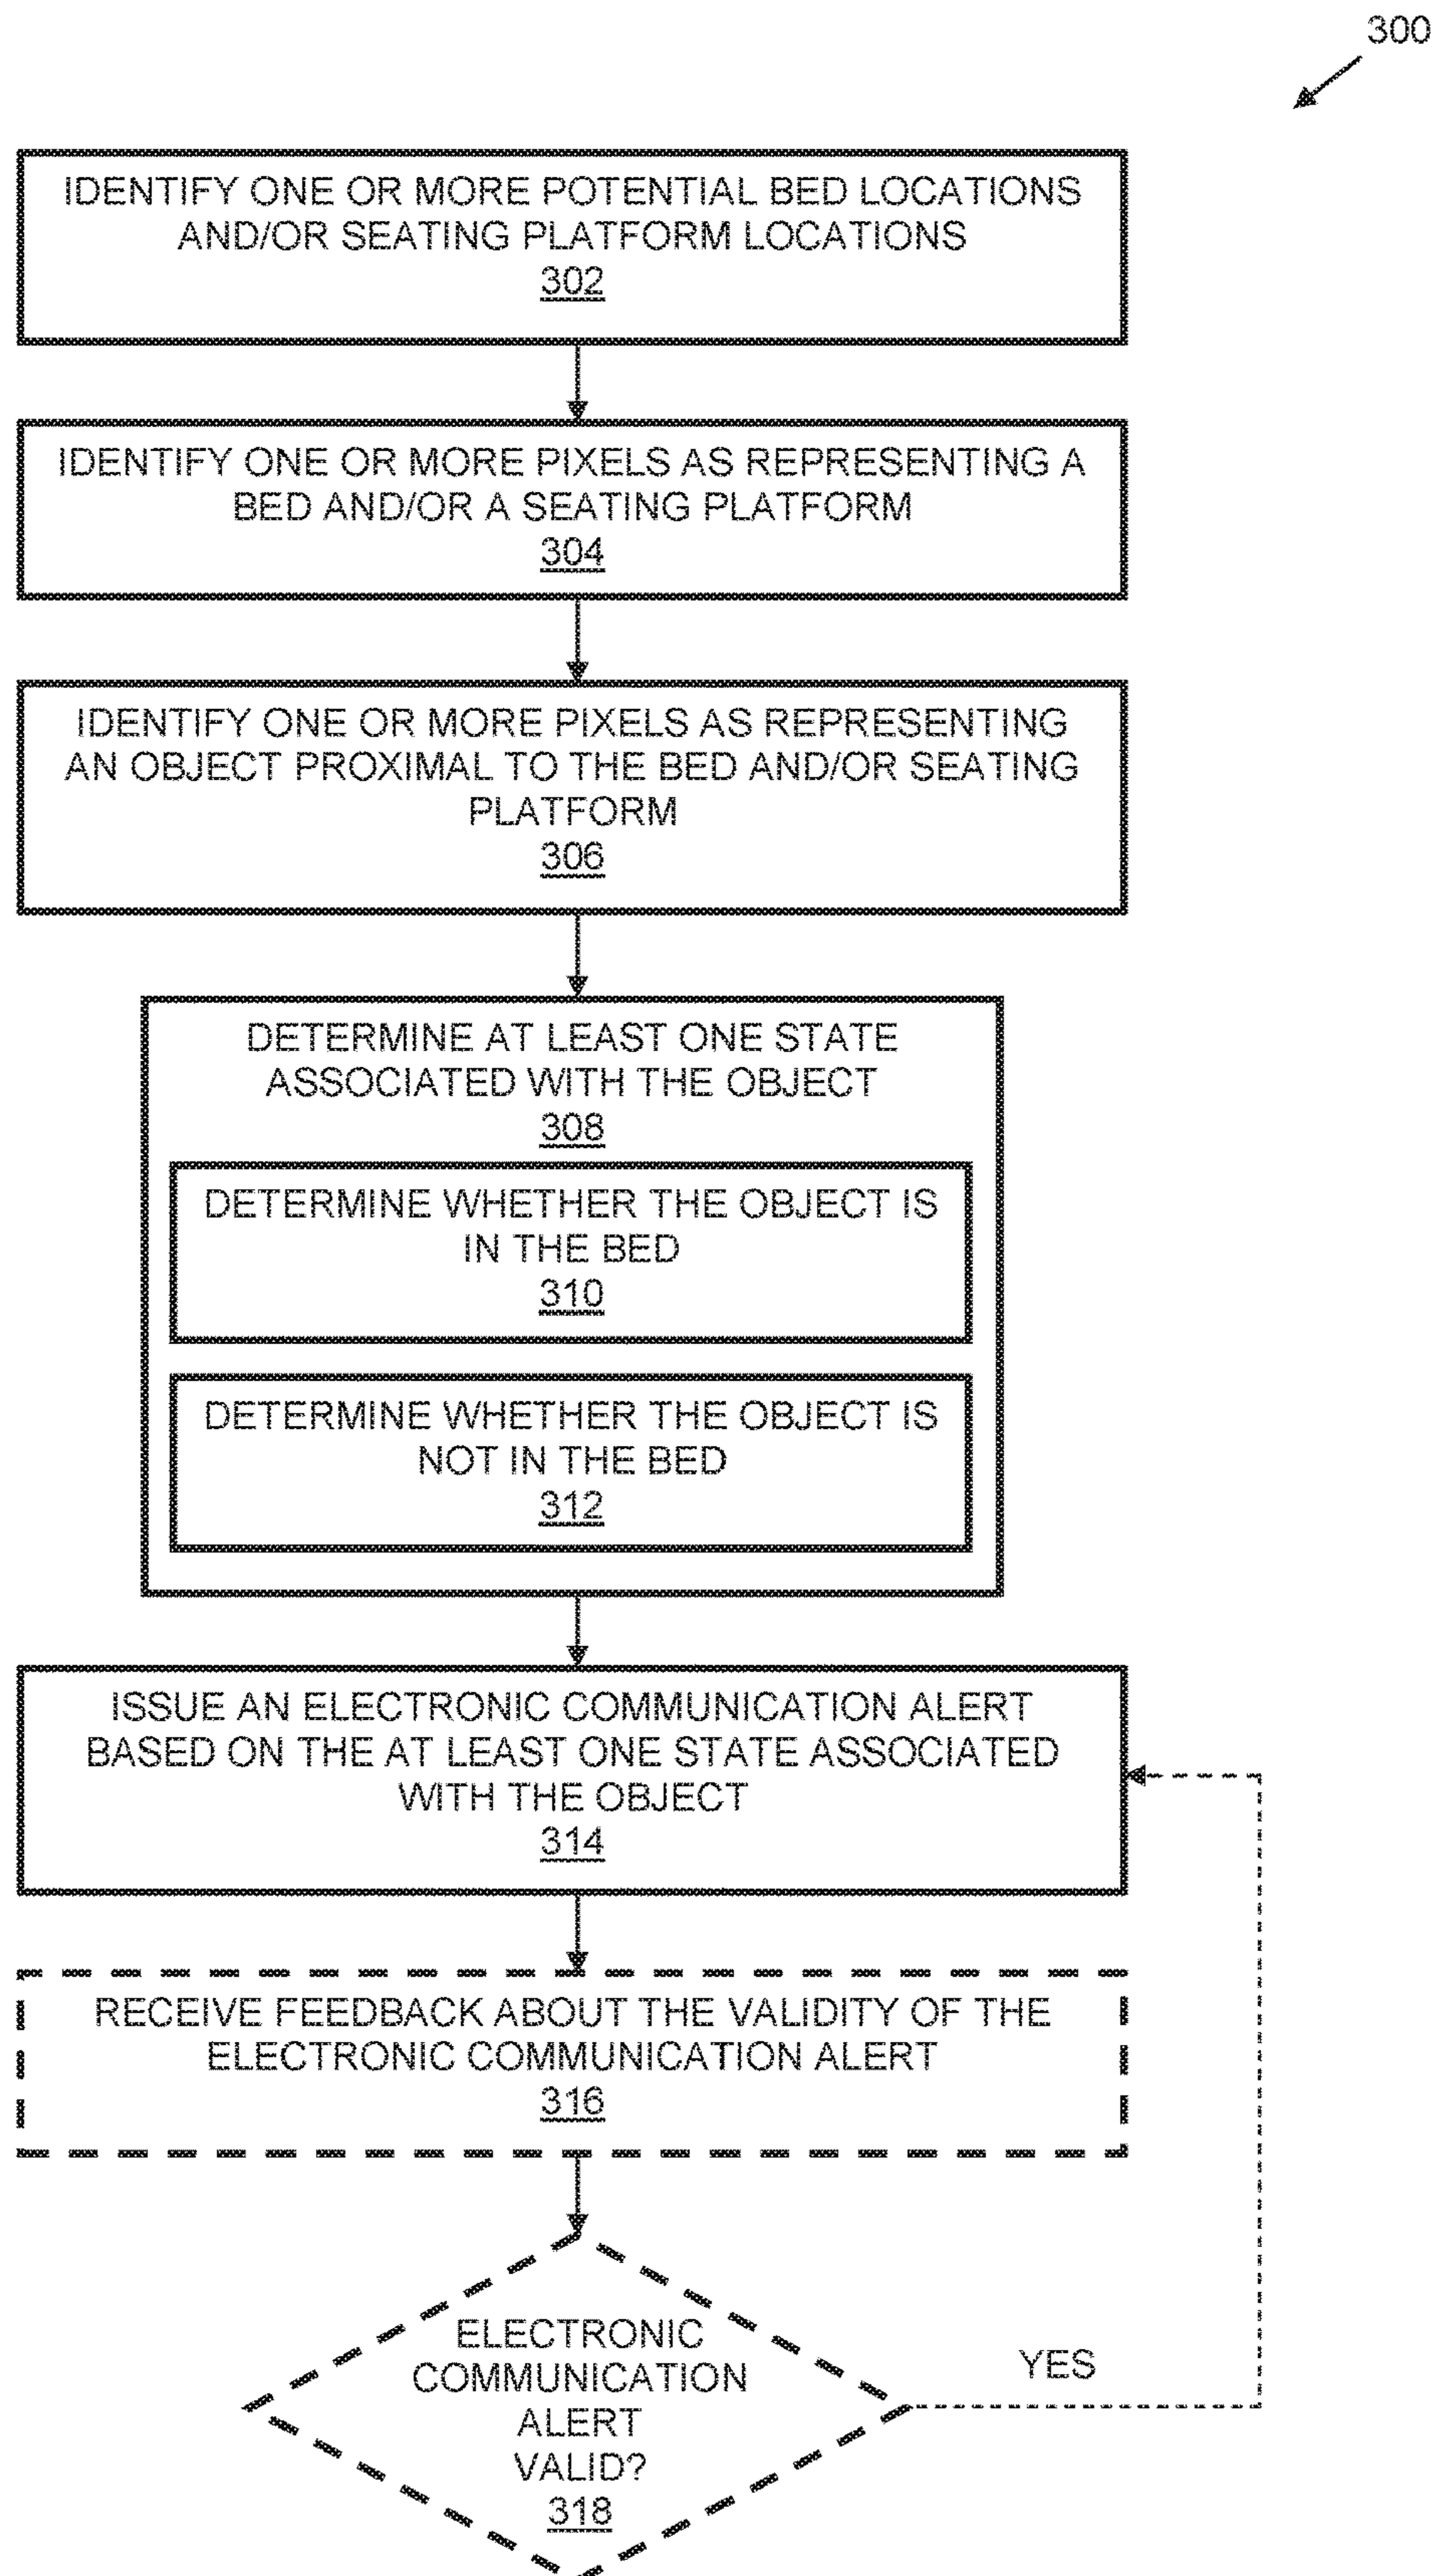 300
IDENTIFY ONE OR MORE POTENTIAL BED LOCATIONS
AND/OR SEATING PLATFORM LOCATIONS
302
IDENTIFY ONE OR MORE PIXELS AS REPRESENTING A
BED AND/OR A SEATING PLATFORM
304
IDENTIFY ONE OR MORE PIXELS AS REPRESENTING
AN OBJECT PROXIMAL TO THE BED AND/OR SEATING
PLATFORM
306
DETERMINE AT LEAST ONE STATE
ASSOCIATED WITH THE OBJECT
308
DETERMINE WHETHER THE OBJECT IS
IN THE BED
310
DETERMINE WHETHER THE OBJECT IS
NOT IN THE BED
312
ISSUE AN ELECTRONIC COMMUNICATION ALERT
BASED ON THE AT LEAST ONE STATE ASSOCIATED
WITH THE OBJECT
314
RECEIVE FEEDBACK ABOUT THE VALIDITY OF THE
ELECTRONIC COMMUNICATION ALERT
316
ELECTRONIC
COMMUNICATION
ALERT
VALID?
318
YES